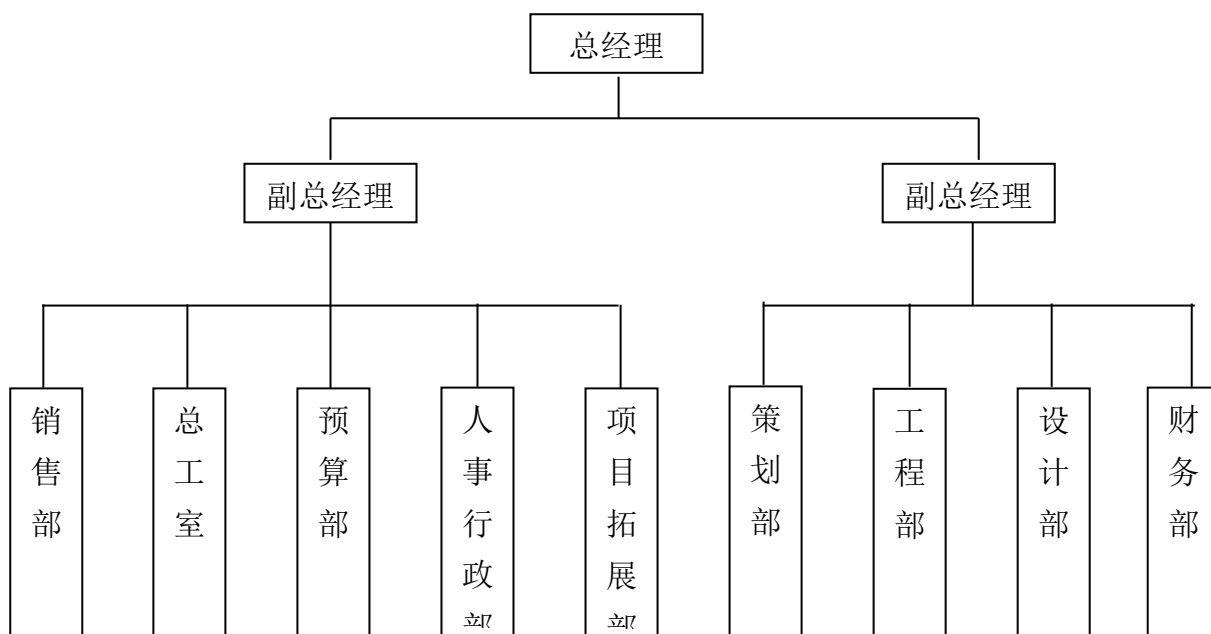 总经理
副总经理
副总经理
销售部
总工室
预算部
人事行政部
项目拓展部
策划部
工程部
设计部
财务部